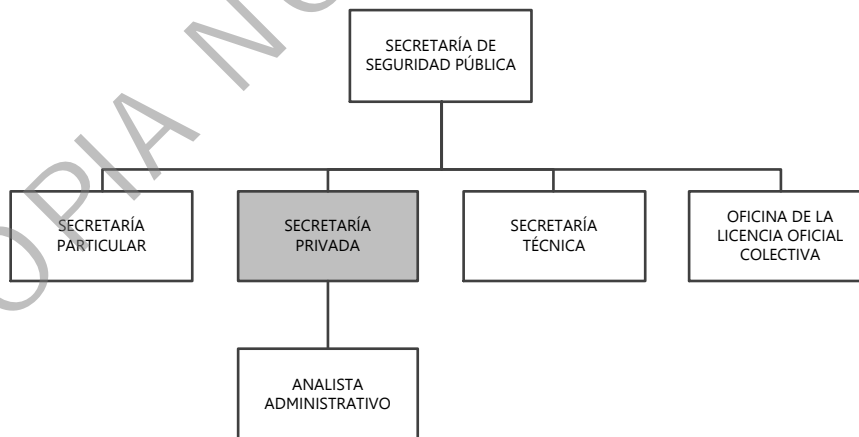 SECRETARÍA DE
SEGURIDAD PÚBLICA
SECRETARÍA
PARTICULAR
SECRETARÍA
PRIVADA
SECRETARÍA
TÉCNICA
OFICINA DE LA
LICENCIA OFICIAL
COLECTIVA
ANALISTA
ADMINISTRATIVO